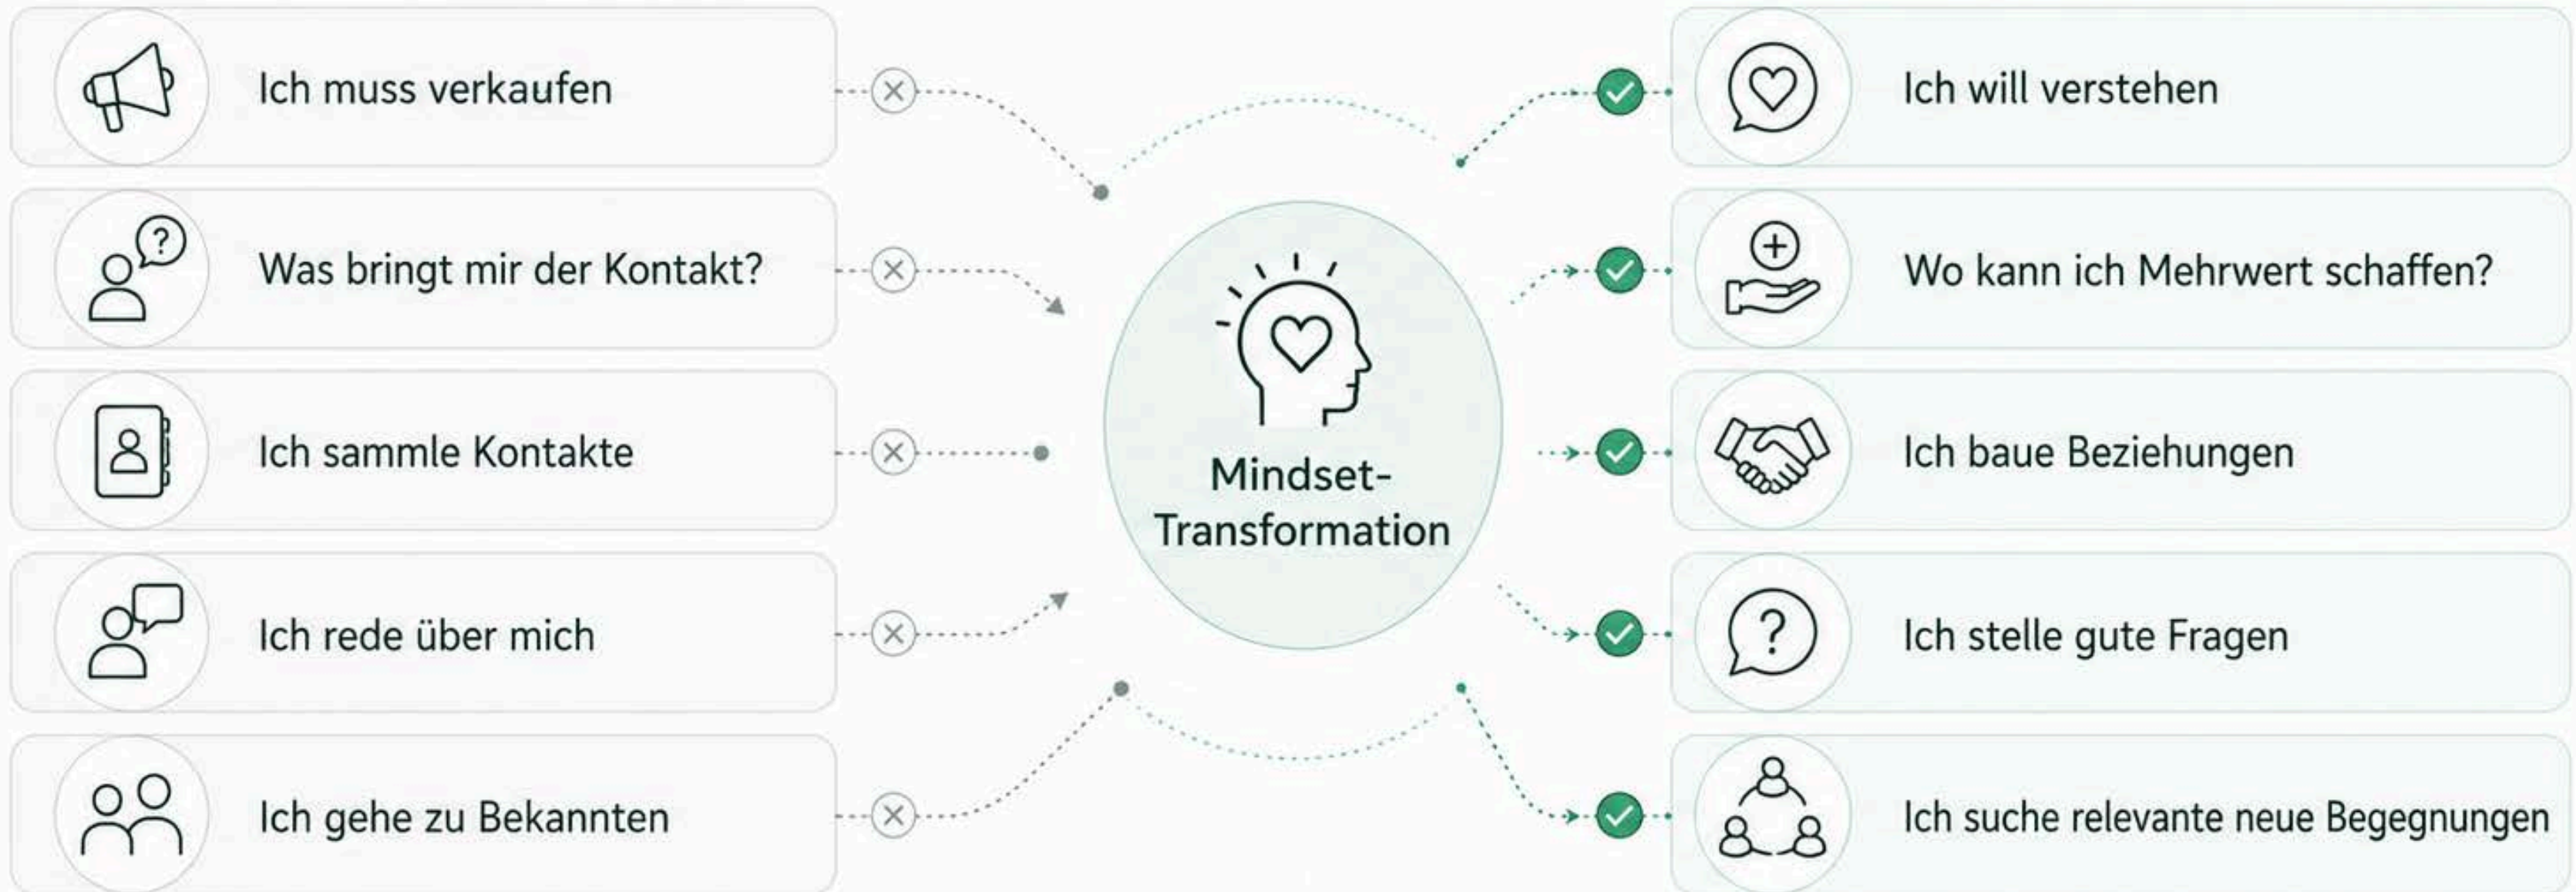 Ich muss verkaufen
Was bringt mir der Kontakt?
Ich sammle Kontakte
Ich rede über mich
Ich gehe zu Bekannten
Mindset-
Transformation
Ich will verstehen
Wo kann ich Mehrwert schaffen?
Ich baue Beziehungen
Ich stelle gute Fragen
Ich suche relevante neue Begegnungen